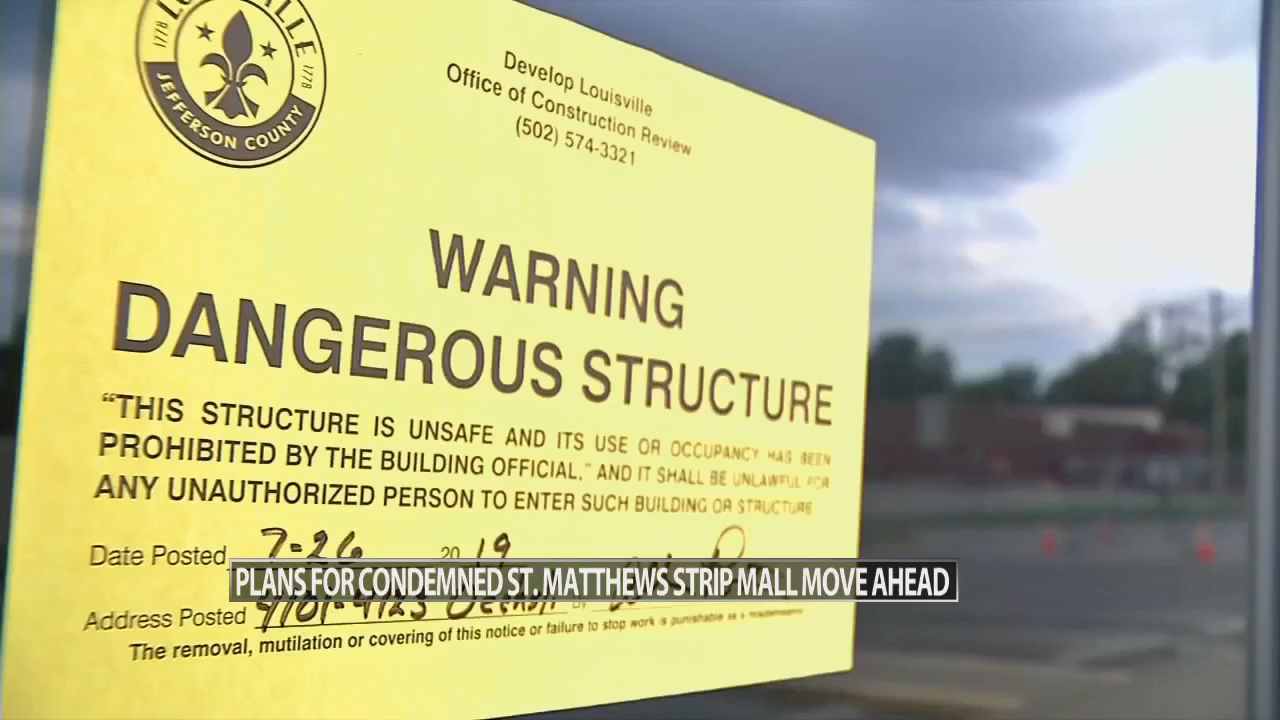 LOUISVILLE
1778 1778
JEFFERSON COUNTY
Develop Louisville
Office of Construction Review
(502) 574-3321
WARNING
DANGEROUS STRUCTURE
“THIS STRUCTURE IS UNSAFE AND ITS USE OR OCCUPANCY HAS BEEN
PROHIBITED BY THE BUILDING OFFICIAL.” AND IT SHALL BE UNLAWFUL FOR
ANY UNAUTHORIZED PERSON TO ENTER SUCH BUILDING OR STRUCTURE
Date Posted 7-26 2019
PLANS FOR CONDEMNED ST. MATTHEWS STRIP MALL MOVE AHEAD
Address Posted 4101-4123 By
The removal, mutilation or covering of this notice or failure to stop work is punishable as a misdemeanor